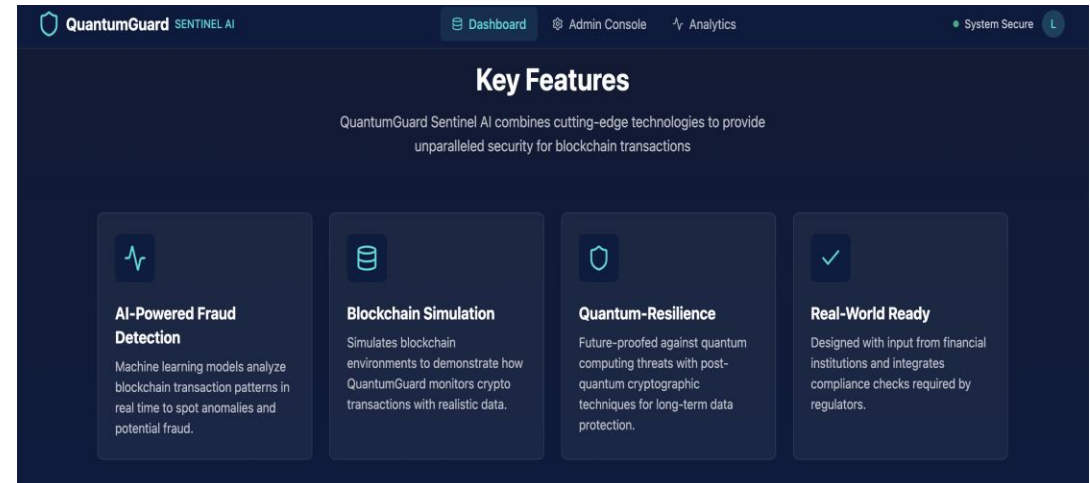 QuantumGuard SENTINEL AI
Dashboard
Admin Console
Analytics
System Secure
L
Key Features
QuantumGuard Sentinel AI combines cutting-edge technologies to provide
unparalleled security for blockchain transactions
AI-Powered Fraud
Detection
Machine learning models analyze
blockchain transaction patterns in
real time to spot anomalies and
potential fraud.
Blockchain Simulation
Simulates blockchain
environments to demonstrate how
QuantumGuard monitors crypto
transactions with realistic data.
Quantum-Resilience
Future-proofed against quantum
computing threats with post-
quantum cryptographic
techniques for long-term data
protection.
Real-World Ready
Designed with input from financial
institutions and integrates
compliance checks required by
regulators.